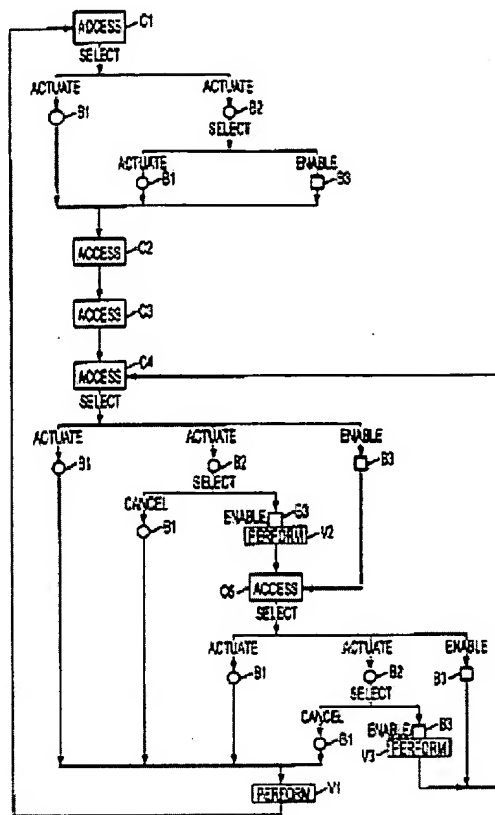 ACCESS C1
SELECT
ACTUATE ACTUATE
B1 B2
SELECT
ACTUATE ENABLE
B1 B3
ACCESS C2
ACCESS C3
C4
ACCESS
SELECT
ACTUATE ACTUATE ENABLE
B1 B2 B3
SELECT
CANCEL
B1 ENABLE B3
PERFORM V2
C5 ACCESS
SELECT
ACTUATE ACTUATE ENABLE
B1 B2 B3
SELECT
CANCEL
B1 ENABLE B3
V3 PERFORM
PERFORM V1